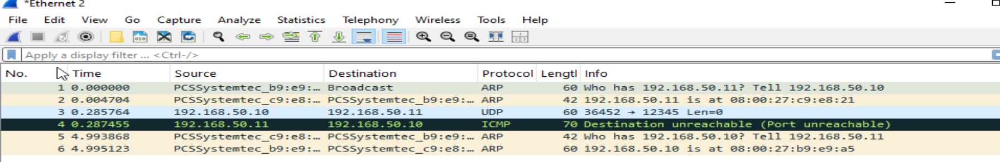 *Ethernet 2
File Edit View Go Capture Analyze Statistics Telephony Wireless Tools Help
Apply a display filter ... <Ctrl-/>
No. Time Source Destination Protocol Lengtl Info
1 0.000000 PCSSystemtec_b9:e9:… Broadcast ARP 60 Who has 192.168.50.11? Tell 192.168.50.10
2 0.004704 PCSSystemtec_c9:e8:… PCSSystemtec_b9:e9:… ARP 42 192.168.50.11 is at 08:00:27:c9:e8:21
3 0.285764 192.168.50.10 192.168.50.11 UDP 60 36452 → 12345 Len=0
4 0.287455 192.168.50.11 192.168.50.10 ICMP 70 Destination unreachable (Port unreachable)
5 4.993868 PCSSystemtec_c9:e8:… PCSSystemtec_b9:e9:… ARP 42 Who has 192.168.50.10? Tell 192.168.50.11
6 4.995123 PCSSystemtec_b9:e9:… PCSSystemtec_c9:e8:… ARP 60 192.168.50.10 is at 08:00:27:b9:e9:a5